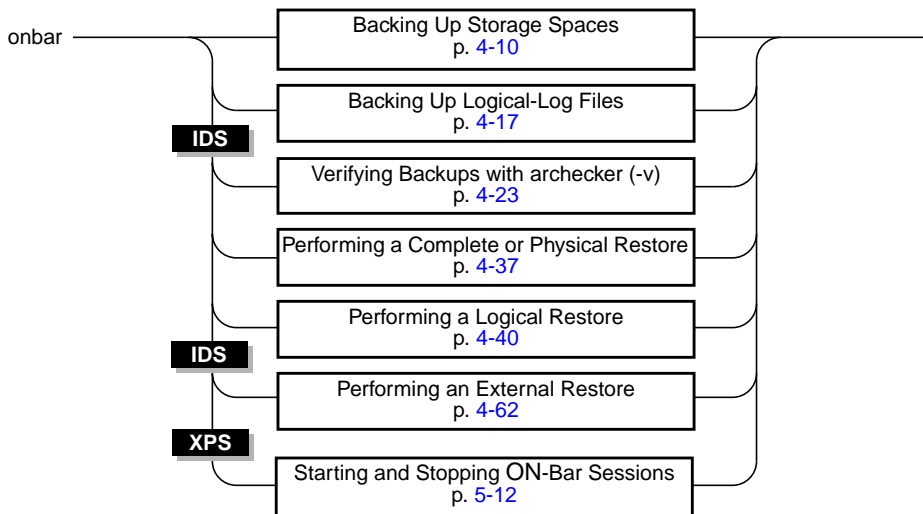 onbar
Backing Up Storage Spaces
p. 4-10
Backing Up Logical-Log Files
p. 4-17
IDS
Verifying Backups with archecker (-v)
p. 4-23
Performing a Complete or Physical Restore
p. 4-37
Performing a Logical Restore
p. 4-40
IDS
Performing an External Restore
p. 4-62
XPS
Starting and Stopping ON-Bar Sessions
p. 5-12